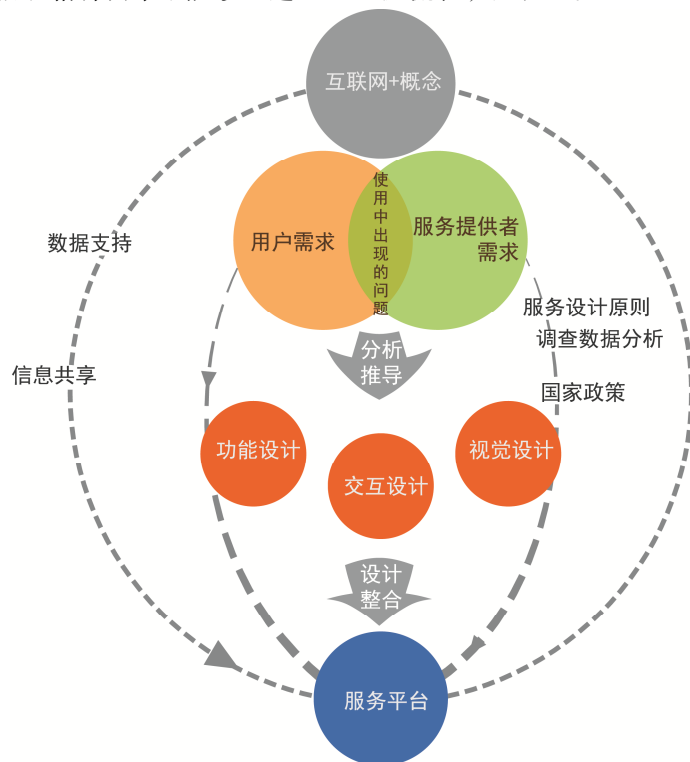 互联网+概念
使用中出现的问题
用户需求
服务提供者
需求
数据支持
服务设计原则
调查数据分析
分析
推导
信息共享
国家政策
功能设计
视觉设计
交互设计
设计
整合
服务平台